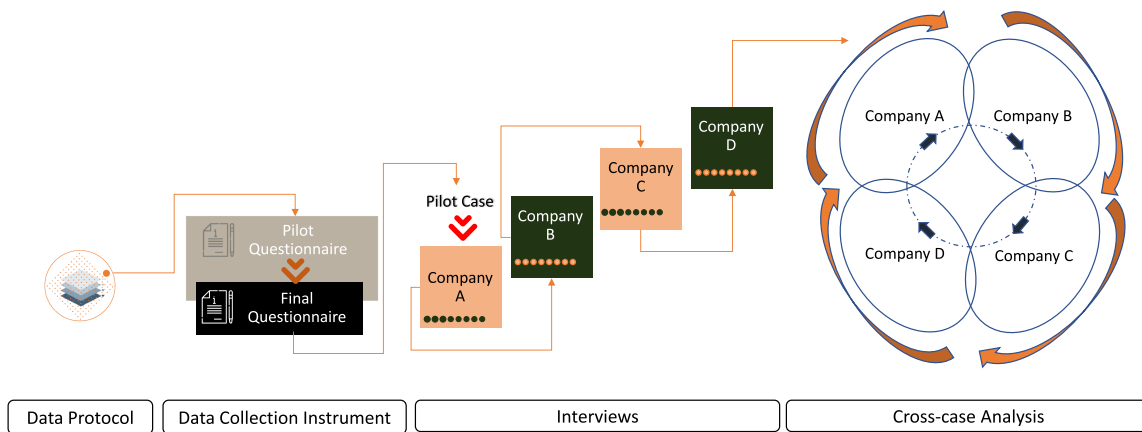 Pilot
Questionnaire
Final
Questionnaire
Pilot Case
Company
A
Company
B
Company
C
Company
D
Company A
Company B
Company D
Company C
Data Protocol
Data Collection Instrument
Interviews
Cross-case Analysis